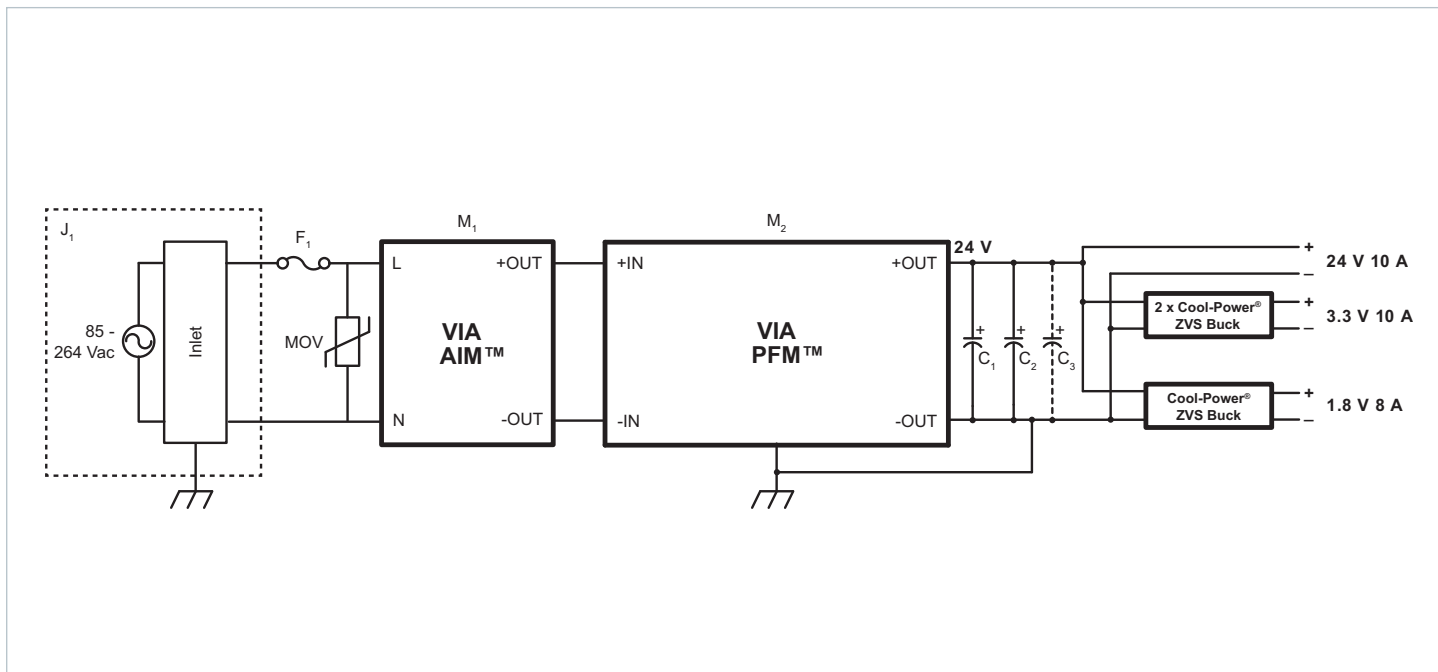 J1
85 -
264 Vac
Inlet
F1
MOV
M1
L
N
+OUT
-OUT
VIA
AIM™
M2
+IN
-IN
VIA
PFM™
+OUT
-OUT
24 V
+
C1
+
C2
+
C3
+
–
24 V 10 A
2 x Cool-Power®
ZVS Buck
+
–
3.3 V 10 A
Cool-Power®
ZVS Buck
+
–
1.8 V 8 A